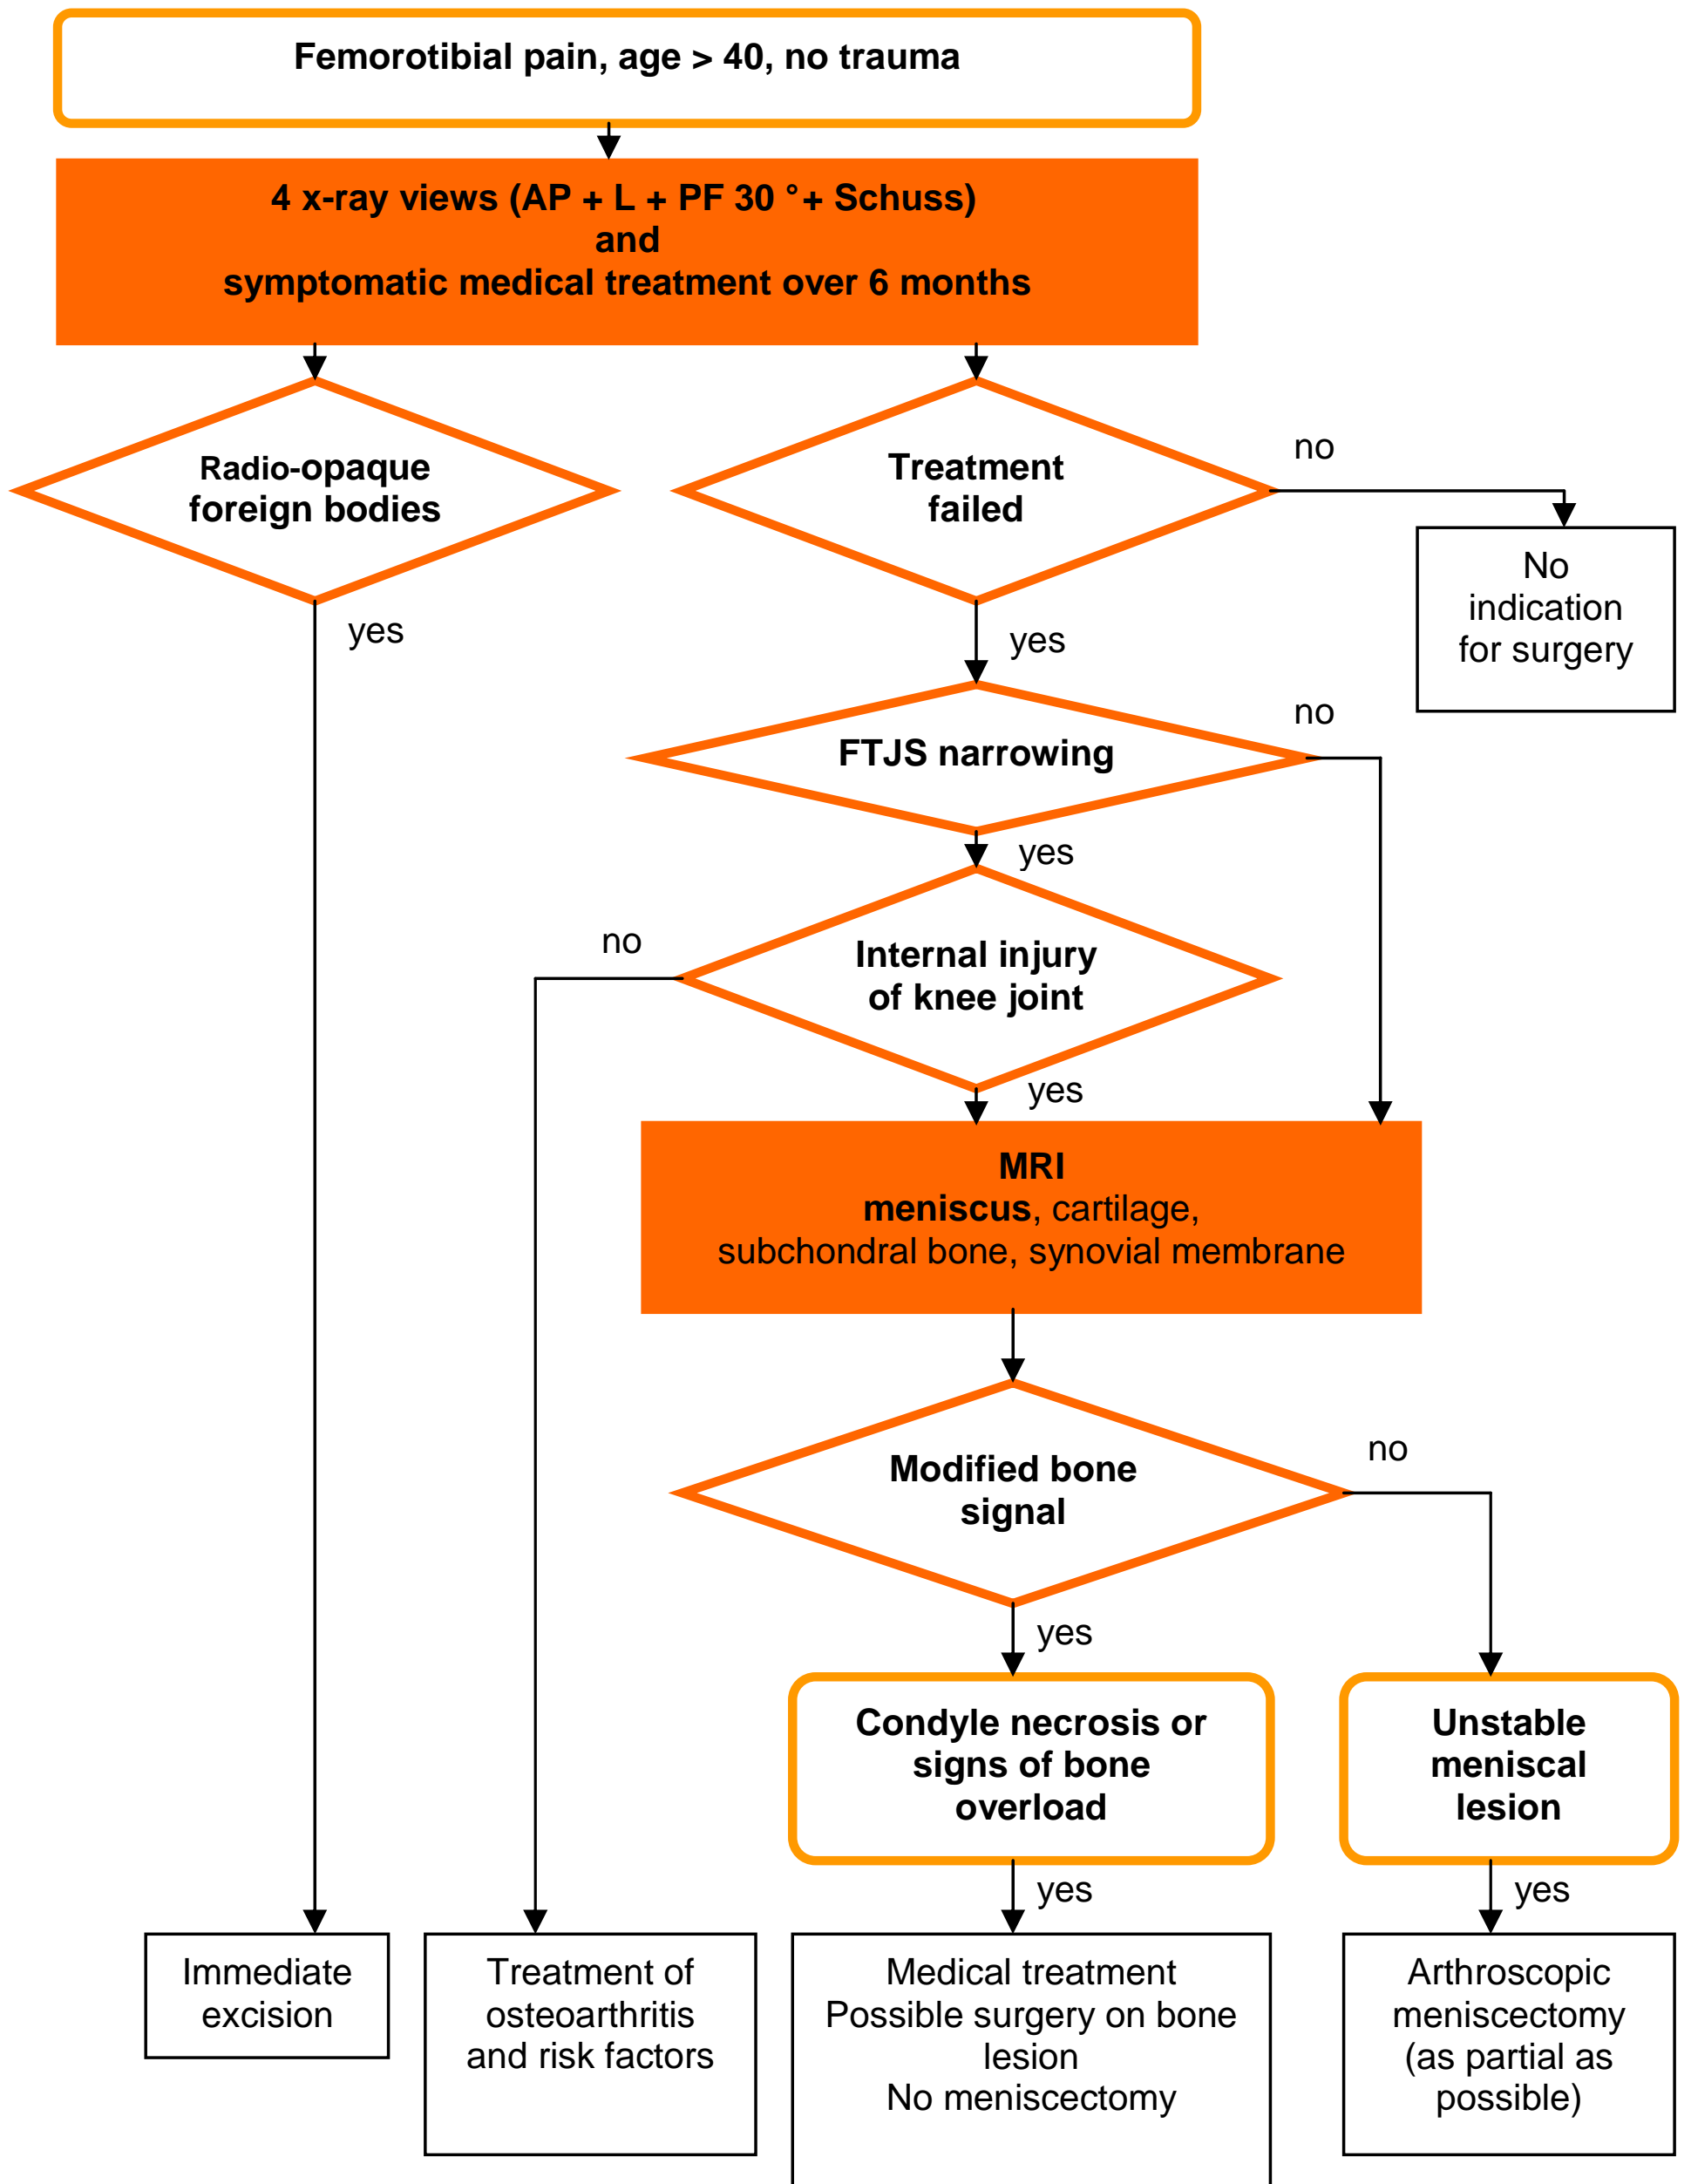 Femorotibial pain, age > 40, no trauma
4 x-ray views (AP + L + PF 30 °+ Schuss)
and
symptomatic medical treatment over 6 months
Radio-opaque
foreign bodies
yes
Treatment
failed
no
No
indication
for surgery
yes
FTJS narrowing
no
yes
Internal injury
of knee joint
no
yes
MRI
meniscus, cartilage,
subchondral bone, synovial membrane
Modified bone
signal
no
yes
Condyle necrosis or
signs of bone
overload
yes
Unstable
meniscal
lesion
yes
Immediate
excision
Treatment of
osteoarthritis
and risk factors
Medical treatment
Possible surgery on bone
lesion
No meniscectomy
Arthroscopic
meniscectomy
(as partial as
possible)